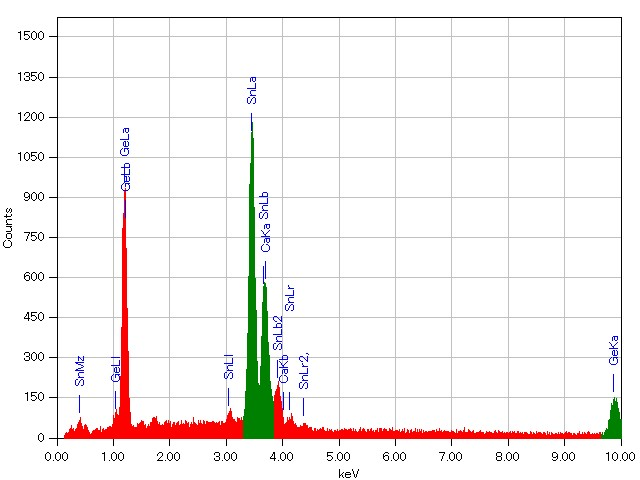 1500
1350
1200
1050
900
750
600
450
300
150
0
Counts
SnMz
GeLl
GeLb GeLa
SnLl
SnLa
CaKa SnLb
SnLb2
CaKb
SnLr
SnLr2,
GeKa
0.00 1.00 2.00 3.00 4.00 5.00 6.00 7.00 8.00 9.00 10.00
keV